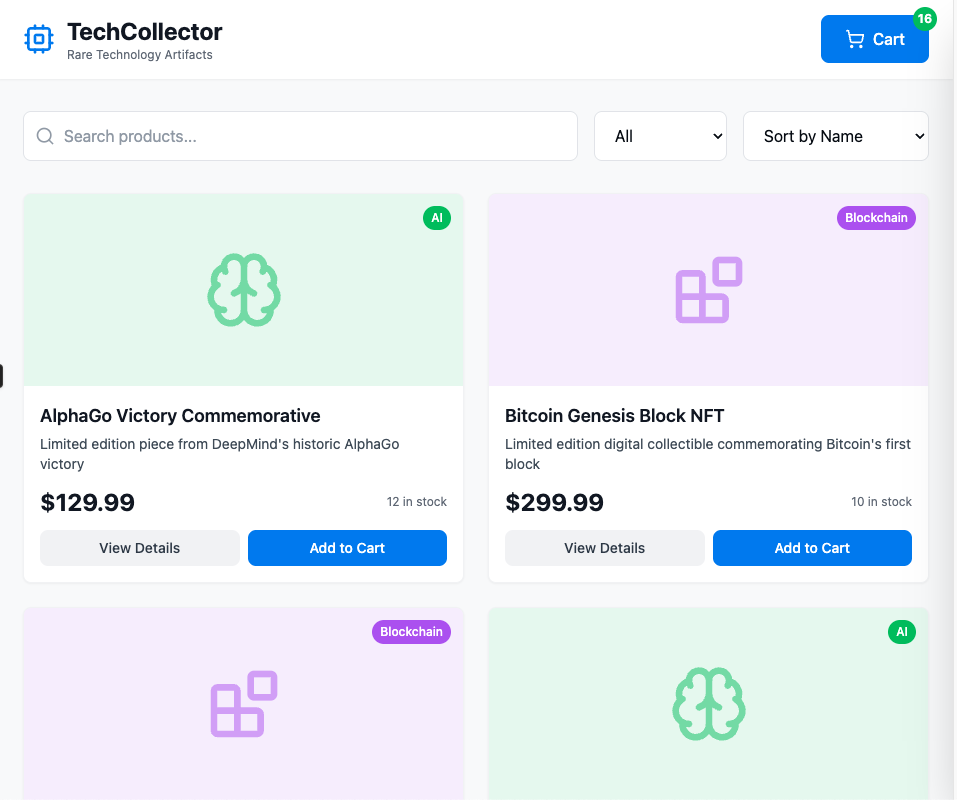 TechCollector
Rare Technology Artifacts
16
Cart
Search products...
All
Sort by Name
AI
AlphaGo Victory Commemorative
Limited edition piece from DeepMind's historic AlphaGo
victory
$129.99
12 in stock
View Details
Add to Cart
Blockchain
Bitcoin Genesis Block NFT
Limited edition digital collectible commemorating Bitcoin's first
block
$299.99
10 in stock
View Details
Add to Cart
Blockchain
AI